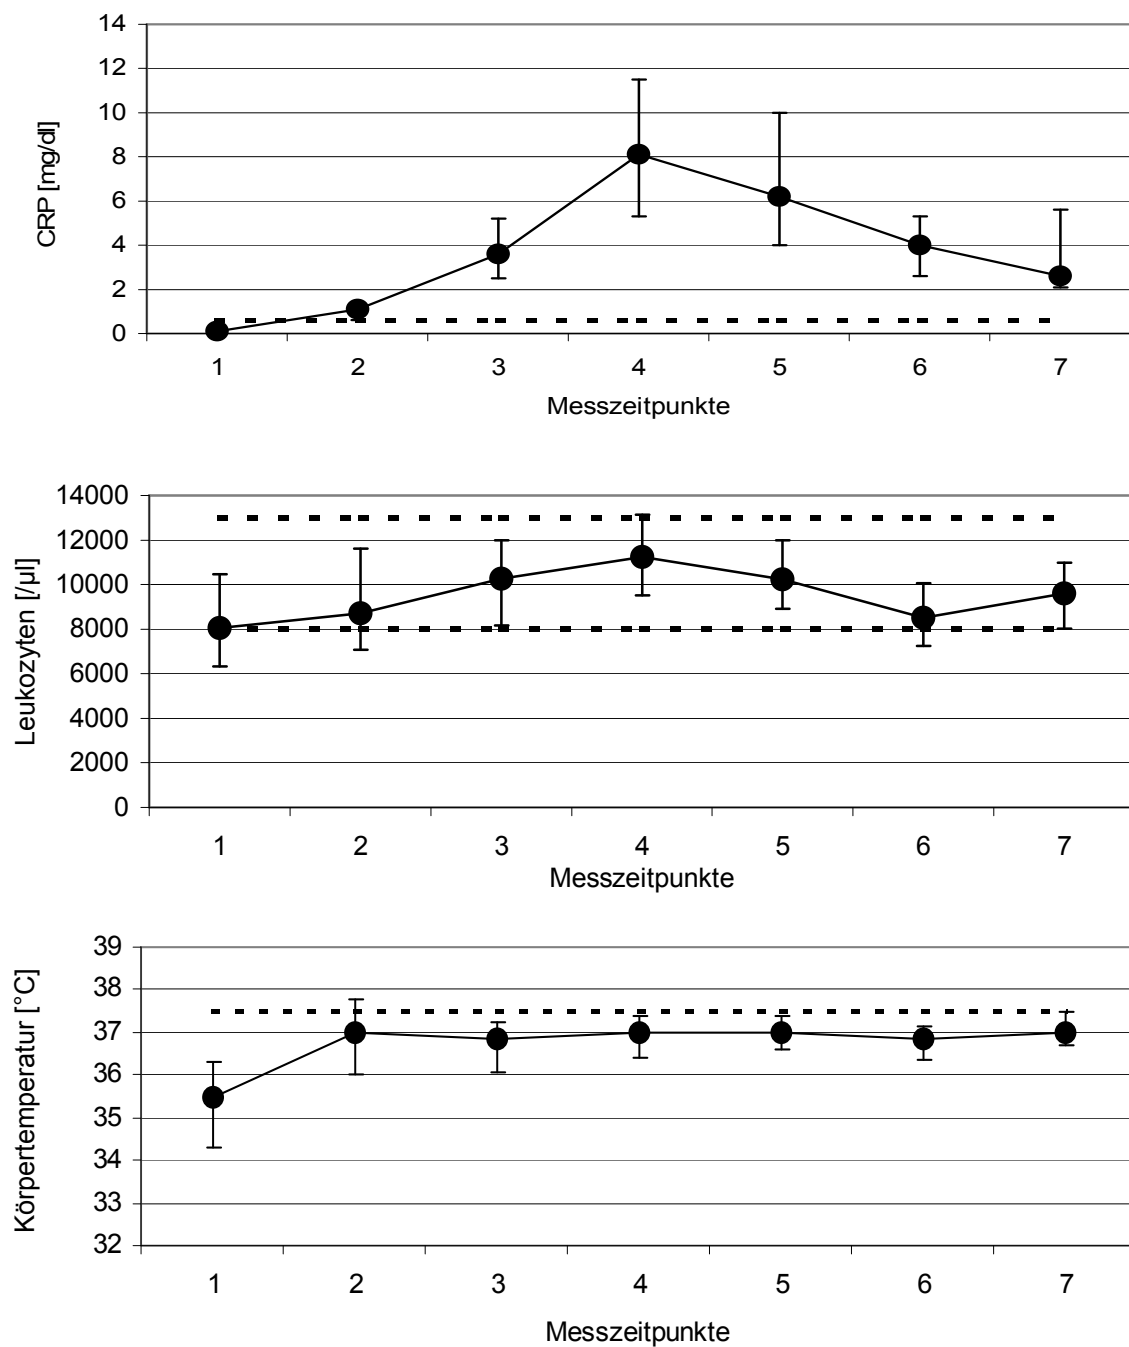 14
12
10
8
6
4
2
0
CRP [mg/dl]
1 2 3 4 5 6 7
Messzeitpunkte
14000
12000
10000
8000
6000
4000
2000
0
Leukozyten [/µl]
1 2 3 4 5 6 7
Messzeitpunkte
39
38
37
36
35
34
33
32
Körpertemperatur [°C]
1 2 3 4 5 6 7
Messzeitpunkte